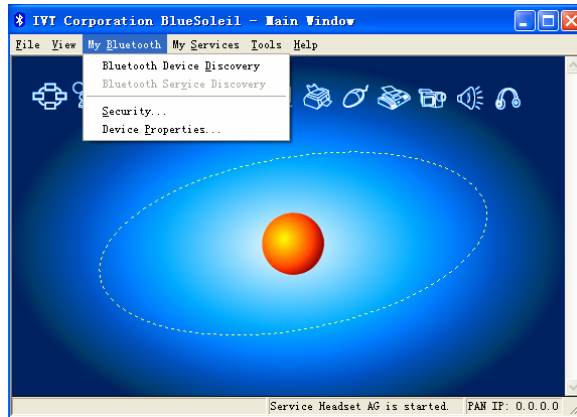 IVT Corporation BlueSoleil - Main Window
File View My Bluetooth My Services Tools Help
Bluetooth Device Discovery
Bluetooth Service Discovery
Security...
Device Properties...
Service Headset AG is started. PAN IP: 0.0.0.0